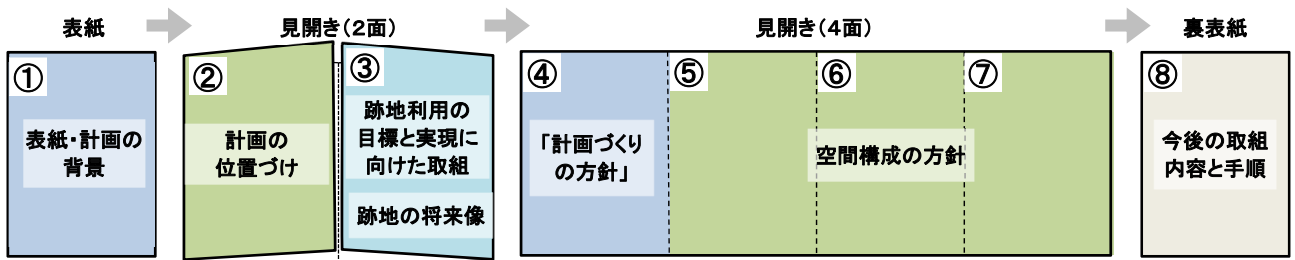 表紙
見開き(2面)
見開き(4面)
裏表紙
①
表紙・計画の
背景
②
計画の
位置づけ
③
跡地利用の
目標と実現に
向けた取組
跡地の将来像
④
「計画づくり
の方針」
⑤
⑥
⑦
空間構成の方針
⑧
今後の取組
内容と手順